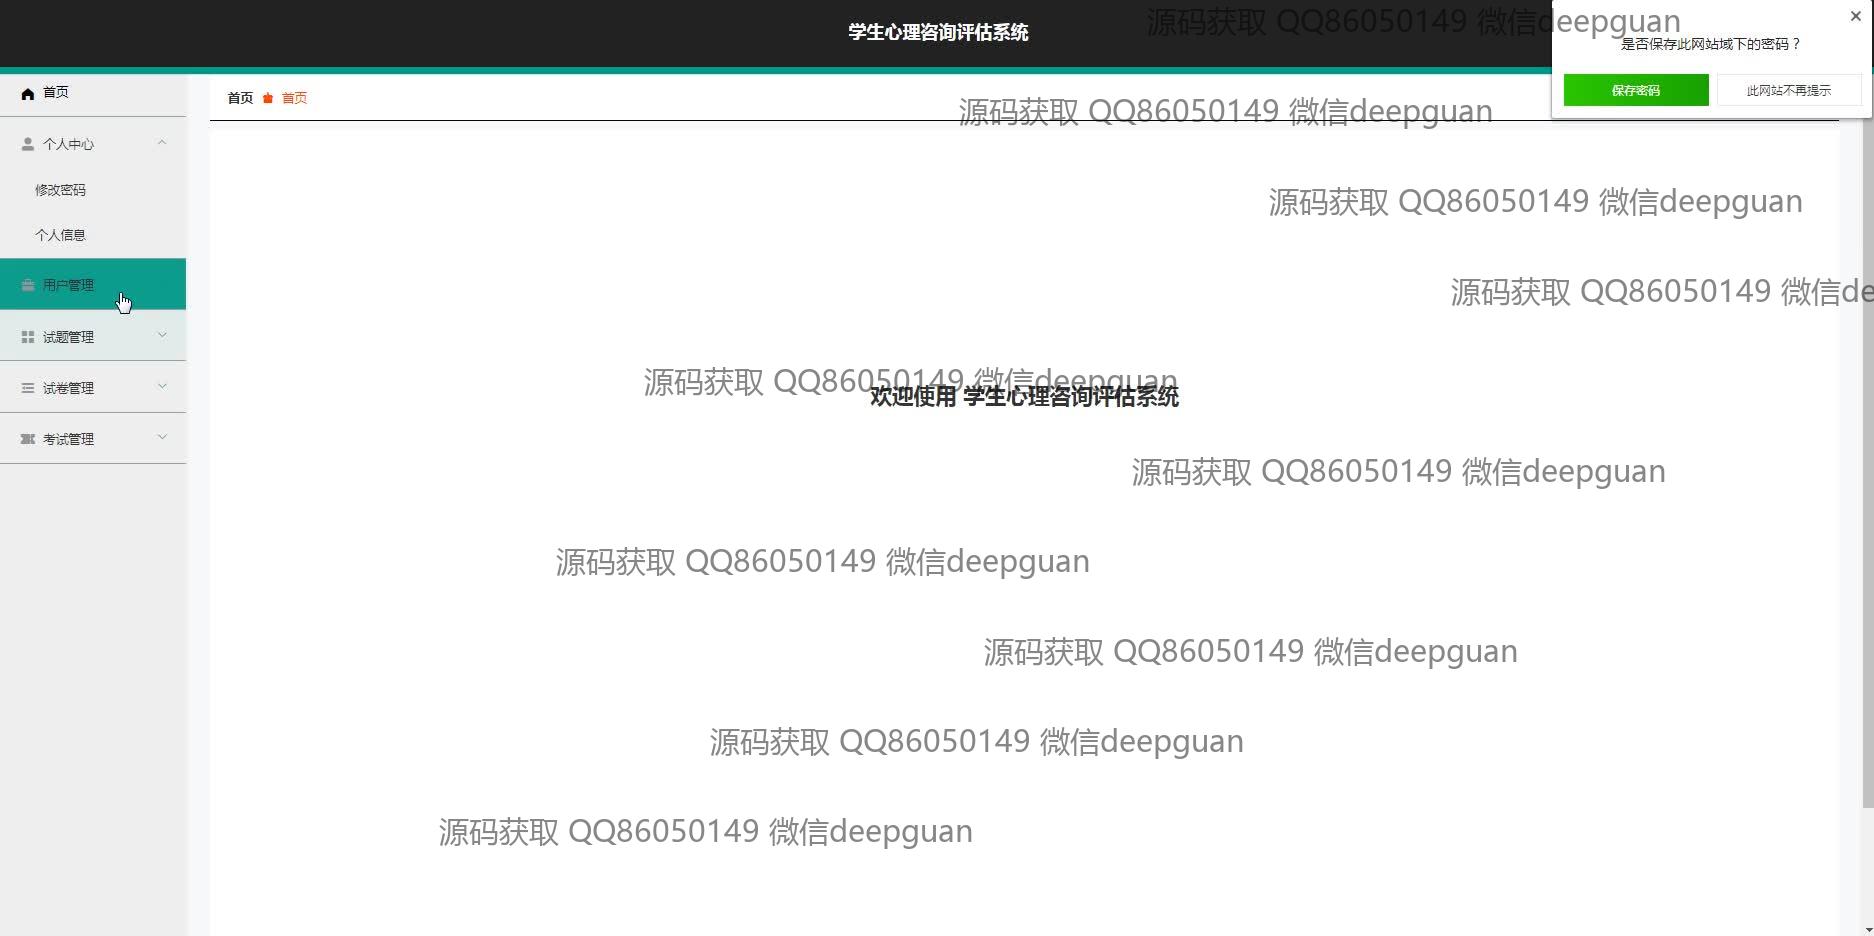 学生心理咨询评估系统
源码获取 QQ86050149 微信deepguan
是否保存此网站域下的密码？
保存密码
此网站不再提示
首页
首页 首页
源码获取 QQ86050149 微信deepguan
个人中心
修改密码
源码获取 QQ86050149 微信deepguan
个人信息
用户管理
源码获取 QQ86050149 微信de
试题管理
试卷管理
源码获取 QQ86050149 微信deepguan
欢迎使用 学生心理咨询评估系统
考试管理
源码获取 QQ86050149 微信deepguan
源码获取 QQ86050149 微信deepguan
源码获取 QQ86050149 微信deepguan
源码获取 QQ86050149 微信deepguan
源码获取 QQ86050149 微信deepguan